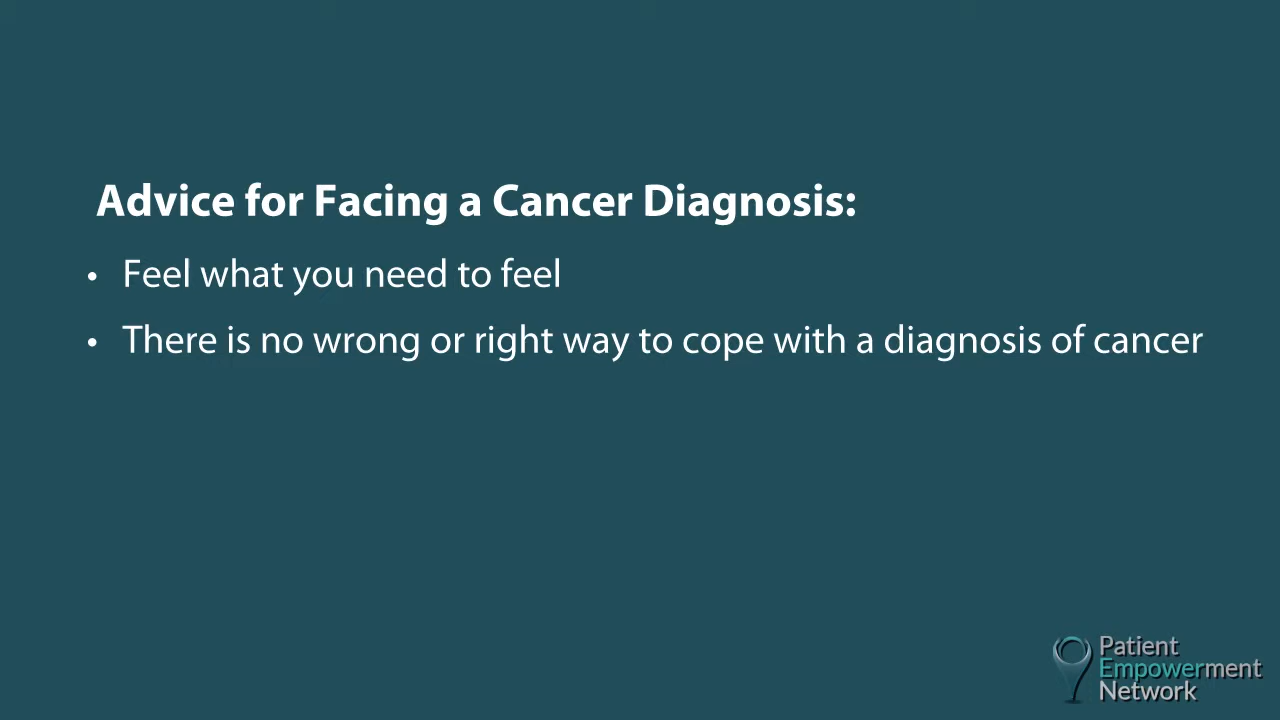 Advice for Facing a Cancer Diagnosis:
• Feel what you need to feel
• There is no wrong or right way to cope with a diagnosis of cancer
Patient
Empowerment
Network